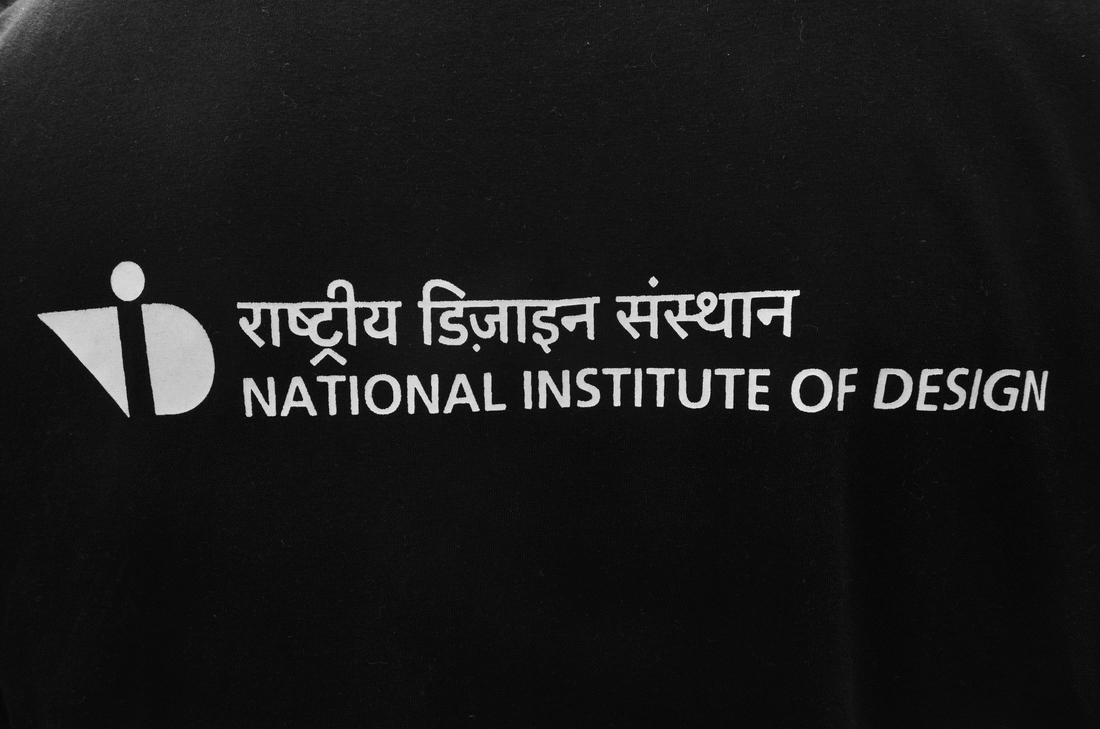 राष्ट्रीय डिज़ाइन संस्थान
NATIONAL INSTITUTE OF DESIGN